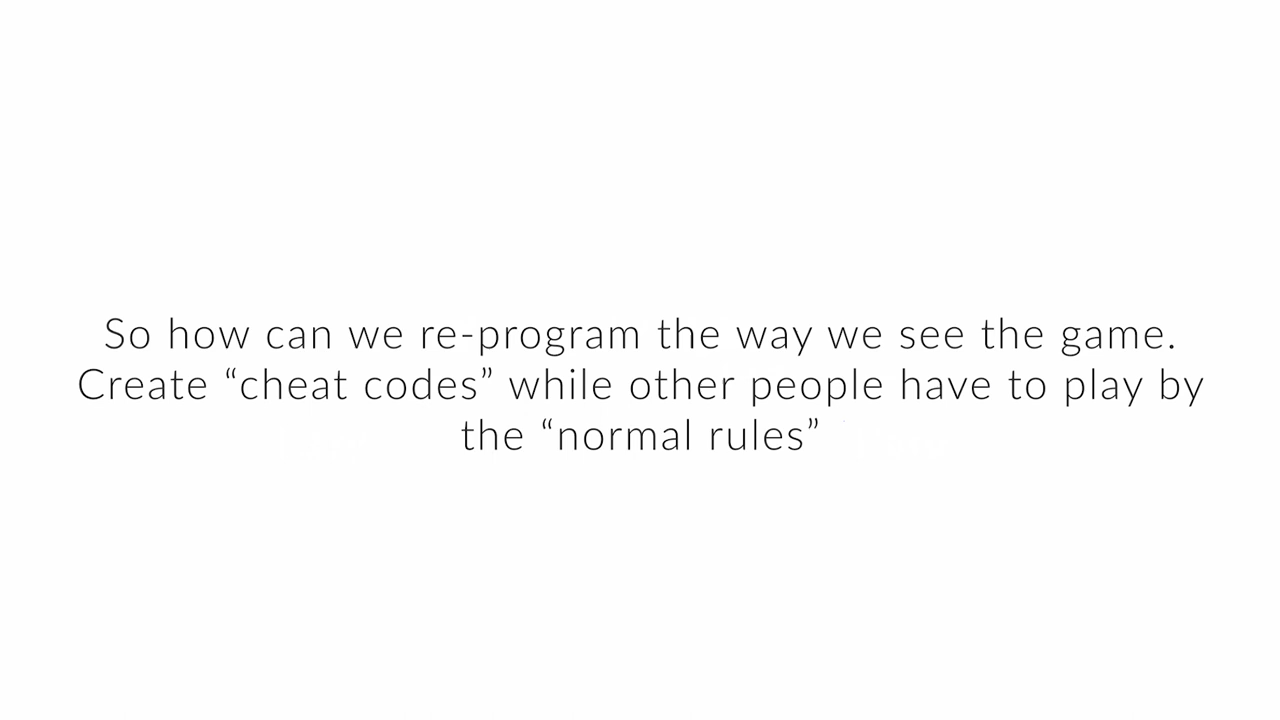 So how can we re-program the way we see the game.
Create “cheat codes” while other people have to play by
the “normal rules”